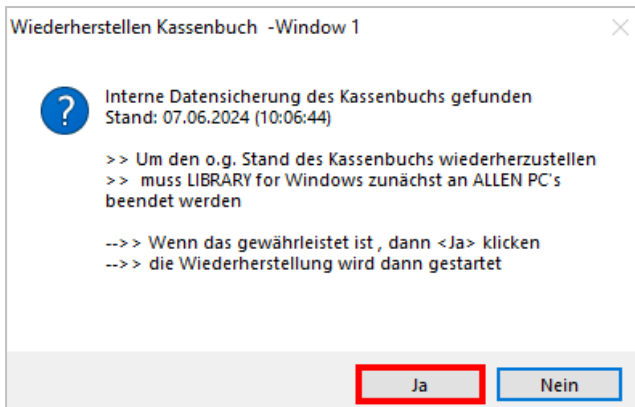 Wiederherstellen Kassenbuch -Window 1
Interne Datensicherung des Kassenbuchs gefunden
Stand: 07.06.2024 (10:06:44)
>> Um den o.g. Stand des Kassenbuchs wiederherzustellen
>> muss LIBRARY for Windows zunächst an ALLEN PC's
beendet werden
-->> Wenn das gewährleistet ist , dann <Ja> klicken
-->> die Wiederherstellung wird dann gestartet
Ja Nein